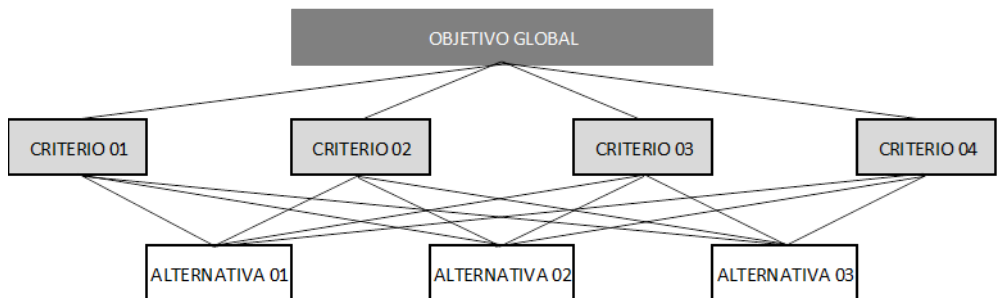 OBJETIVO GLOBAL
CRITERIO 01
CRITERIO 02
CRITERIO 03
CRITERIO 04
ALTERNATIVA 01
ALTERNATIVA 02
ALTERNATIVA 03